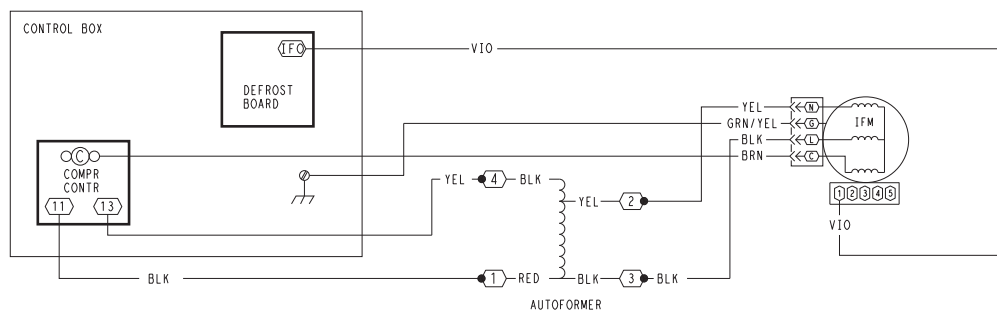 CONTROL BOX
IFO
VIO
DEFROST
BOARD
YEL
N
GRN/YEL
G
IFM
BLK
L
BRN
C
C
COMPR
CONTR
11
13
YEL
4
BLK
YEL
2
1 2 3 4 5
VIO
BLK
1
RED
BLK
3
BLK
AUTOFORMER